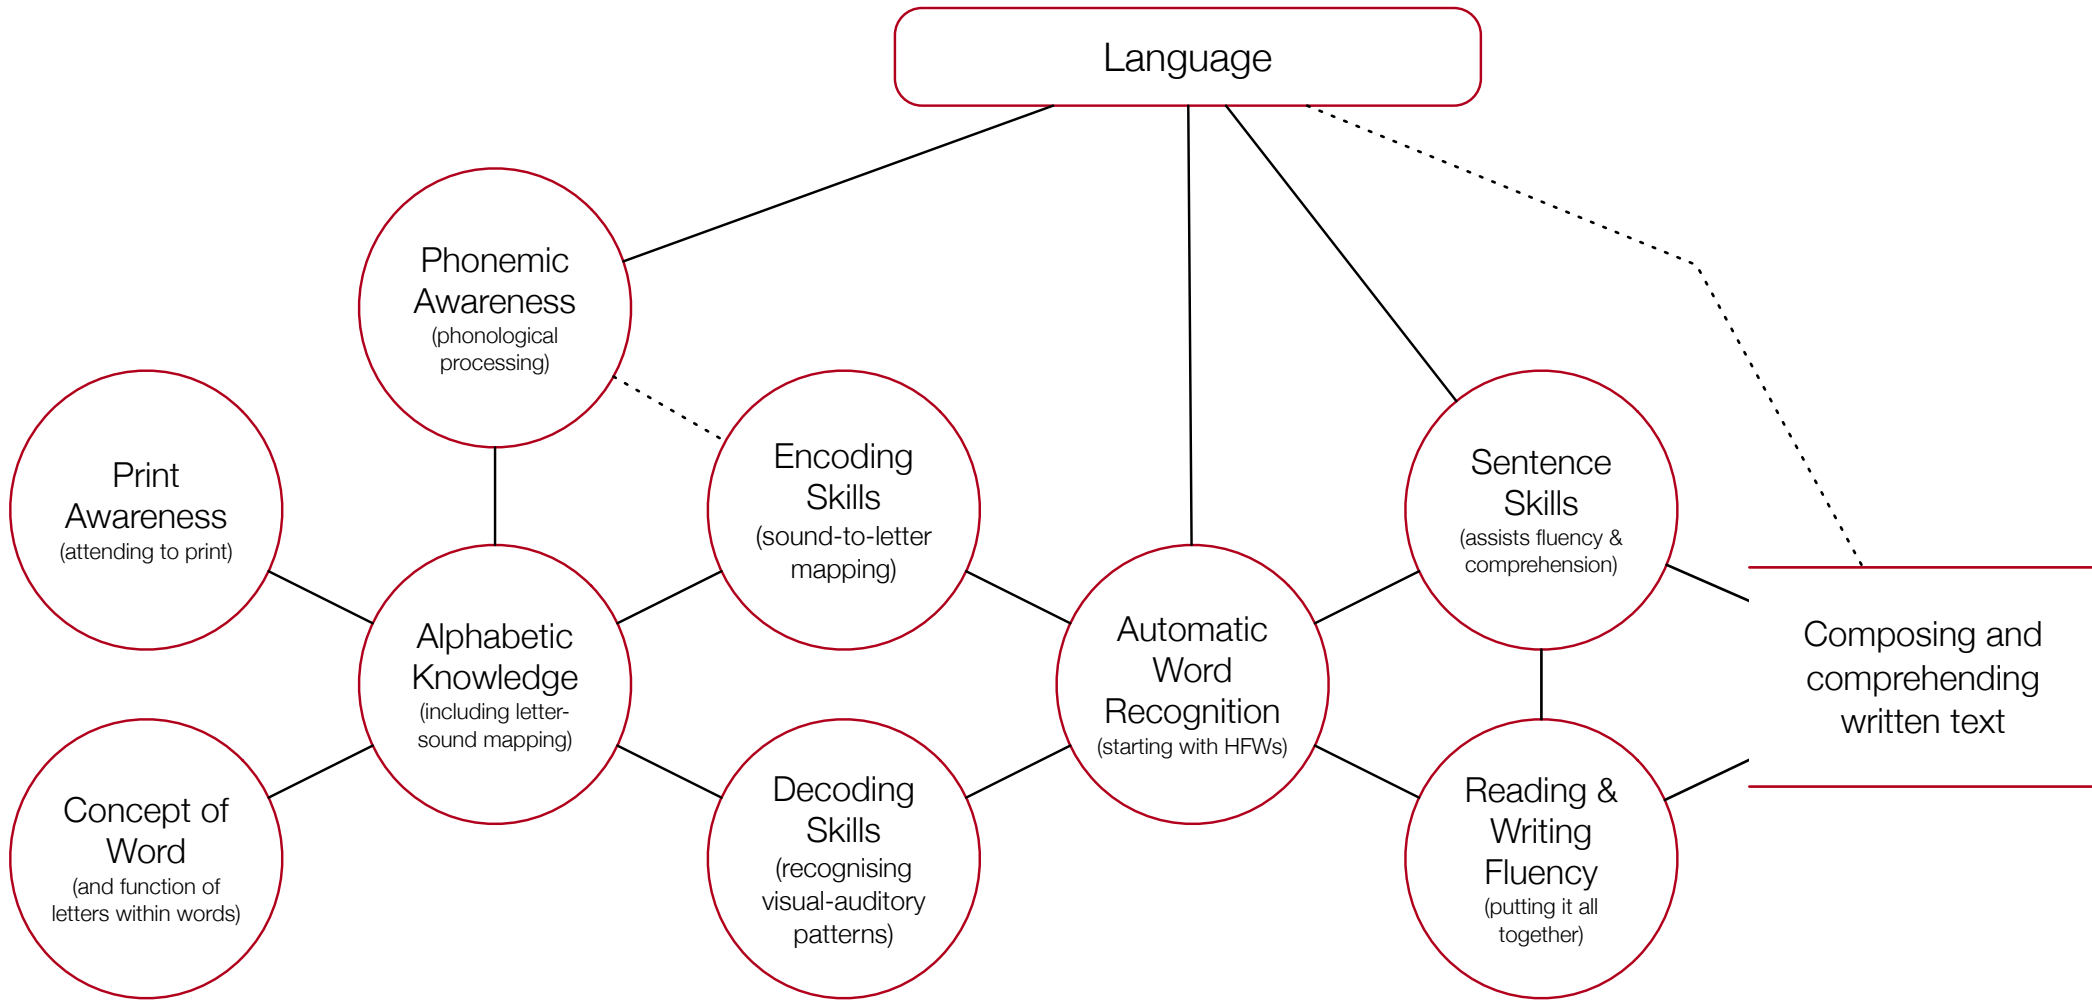 Language
Phonemic
Awareness
(phonological
processing)
Print
Awareness
(attending to print)
Encoding
Skills
(sound-to-letter
mapping)
Sentence
Skills
(assists fluency &
comprehension)
Alphabetic
Knowledge
(including letter-
sound mapping)
Automatic
Word
Recognition
(starting with HFWs)
Composing and
comprehending
written text
Concept of
Word
(and function of
letters within words)
Decoding
Skills
(recognising
visual-auditory
patterns)
Reading &
Writing
Fluency
(putting it all
together)